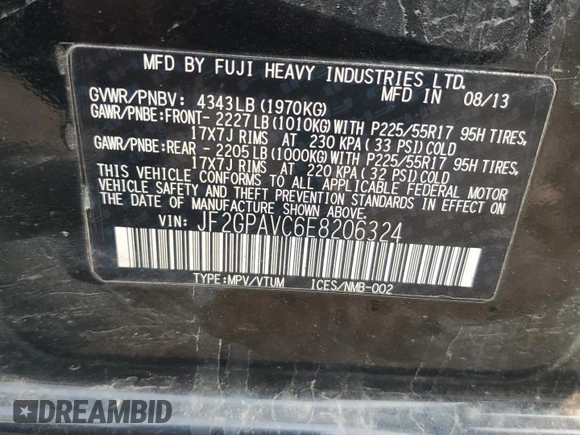 MFD BY FUJI HEAVY INDUSTRIES LTD.
MFD IN 08/13
GVWR/PNBV: 4343LB(1970KG)
GAWR/PNBE:FRONT-2227LB(1010KG)WITH P225/55R17 95H TIRES,
17X7J RIMS AT 230 KPA(33 PSI)COLD
GAWR/PNBE:REAR -2205LB(1000KG)WITH P225/55R17 95H TIRES,
17X7J RIMS AT 220 KPA(32 PSI)COLD
THIS VEHICLE CONFORMS TO ALL APPLICABLE FEDERAL MOTOR
VEHICLE SAFETY AND THEFT PREVENTION STANDARDS IN EFFECT ON
THE DATE OF MANUFACTURE SHOWN ABOVE.
VIN: JF2GPAVC6E8206324
TYPE:MPV/VTUM ICES/NMB-002
DREAMBID